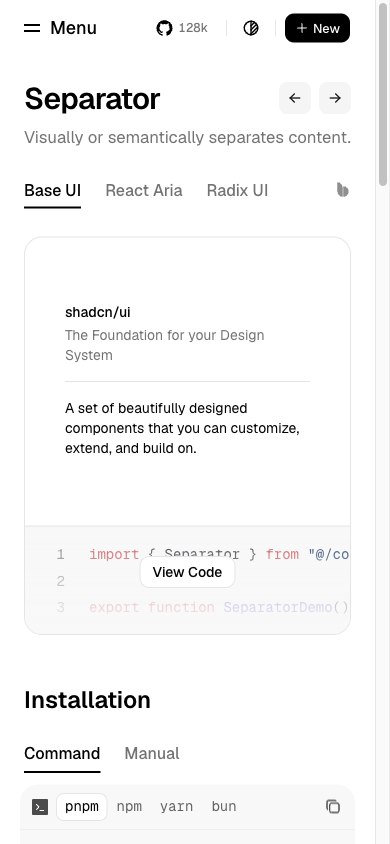 Menu 128k + New
Separator
Visually or semantically separates content.
Base UI React Aria Radix UI
shadcn/ui
The Foundation for your Design
System
A set of beautifully designed
components that you can customize,
extend, and build on.
1 import { Separator } from "@/co
View Code
2
3 export function SeparatorDemo()
Installation
Command Manual
pnpm npm yarn bun